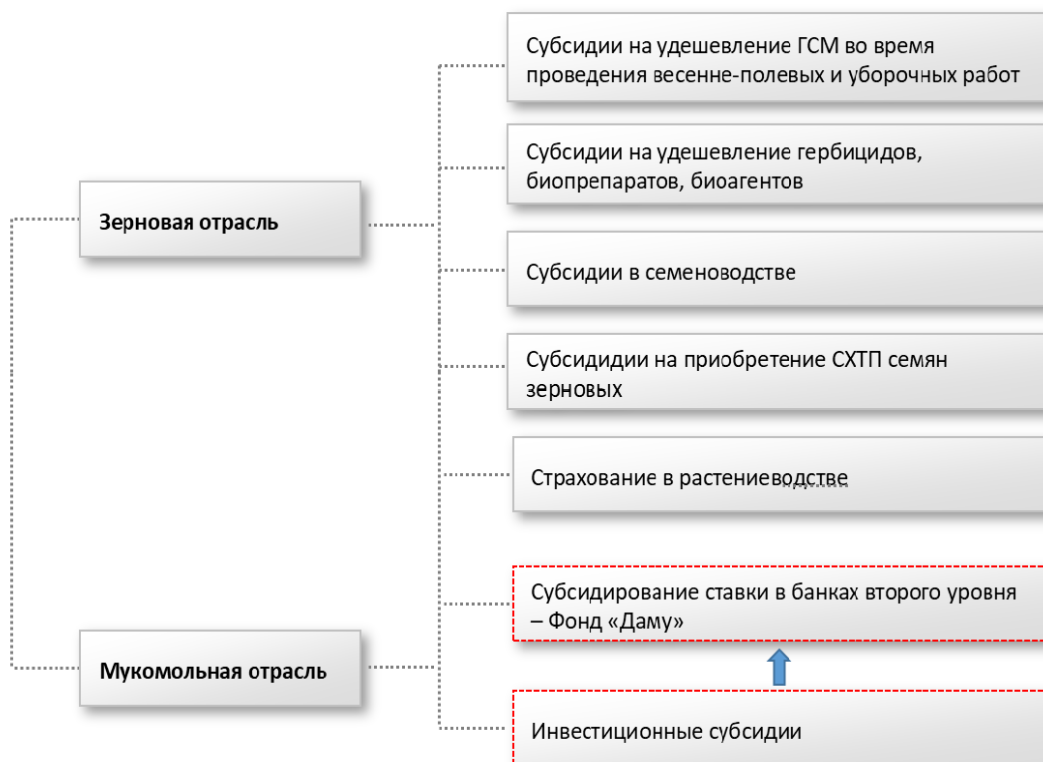 Зерновая отрасль
Мукомольная отрасль
Субсидии на удешевление ГСМ во время
проведения весенне-полевых и уборочных работ
Субсидии на удешевление гербицидов,
биопрепаратов, биоагентов
Субсидии в семеноводстве
Субсидидии на приобретение СХТП семян
зерновых
Страхование в растениеводстве
Субсидирование ставки в банках второго уровня
– Фонд «Даму»
Инвестиционные субсидии